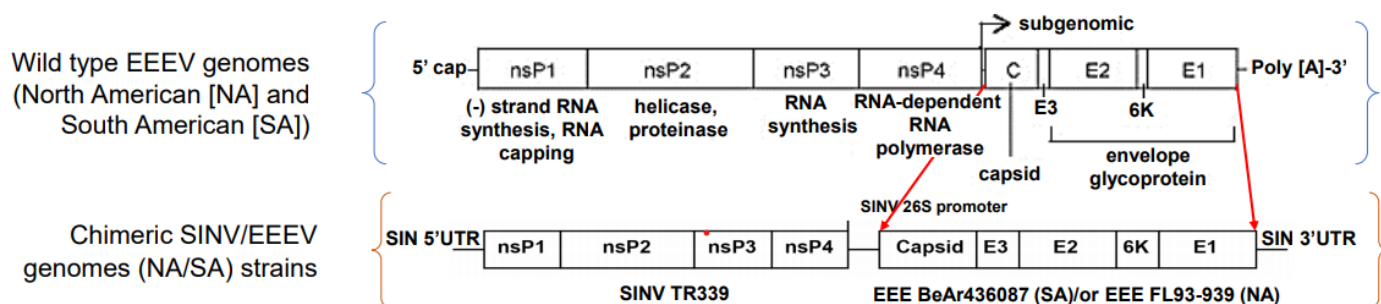 Wild type EEEV genomes
(North American [NA] and
South American [SA])
subgenomic
5' cap
nsP1
nsP2
nsP3
nsP4
C
E2
E1
Poly [A]-3'
(-) strand RNA
synthesis, RNA
capping
helicase,
proteinase
RNA
synthesis
RNA-dependent
RNA
polymerase
E3
6K
capsid
envelope
glycoprotein
Chimeric SINV/EEEV
genomes (NA/SA) strains
SINV 26S promoter
SIN 5'UTR
nsP1
nsP2
nsP3
nsP4
Capsid
E3
E2
6K
E1
SIN 3'UTR
SINV TR339
EEE BeAr436087 (SA)/or EEE FL93-939 (NA)